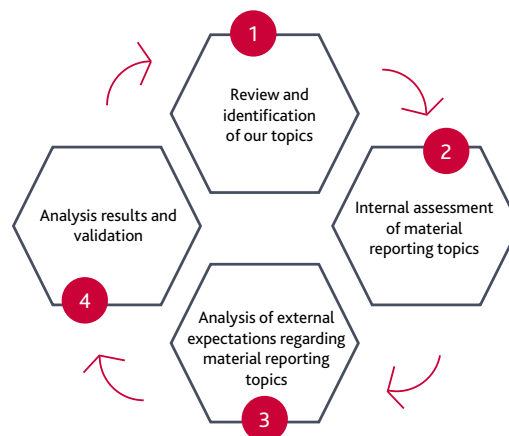 1
Review and
identification
of our topics
2
Internal assessment
of material
reporting topics
Analysis of external
expectations regarding
material reporting
topics
3
Analysis results and
validation
4